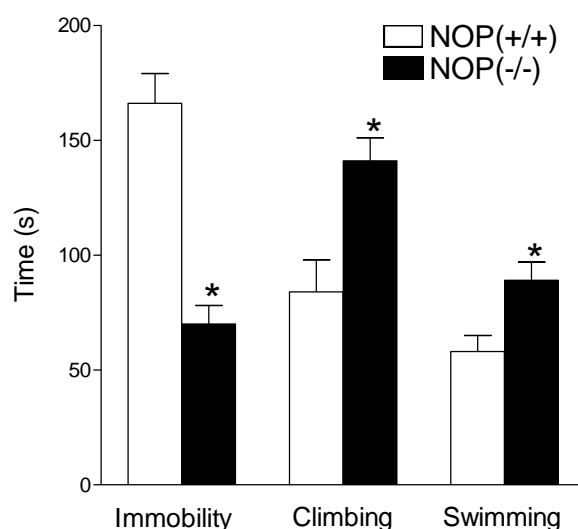 NOP(+/+)
NOP(-/-)
Time (s)
200
150
100
50
0
*
*
*
Immobility Climbing Swimming